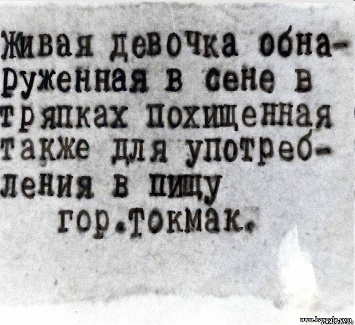 Живая девочка обна-
руженная в сене в
тряпках похищенная
также для употреб-
ления в пищу
гор.Токмак.